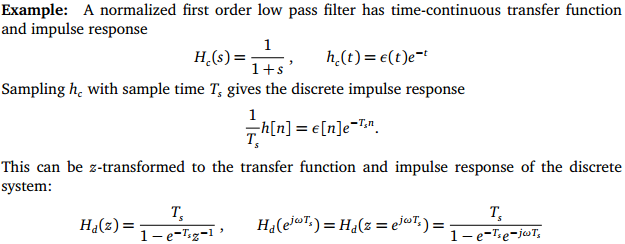 Example: A normalized first order low pass filter has time-continuous transfer function
and impulse response
H_c(s) = 1/(1+s), h_c(t) = ϵ(t)e^{−t}
Sampling h_c with sample time T_s gives the discrete impulse response
1/T_s h[n] = ϵ[n]e^{−T_s n}.
This can be z-transformed to the transfer function and impulse response of the discrete
system:
H_d(z) = T_s/(1 − e^{−T_s}z^{−1}), H_d(e^{jωT_s}) = H_d(z = e^{jωT_s}) = T_s/(1 − e^{−T_s}e^{−jωT_s})